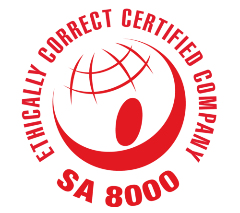 ETHICALLY CORRECT CERTIFIED COMPANY
SA 8000